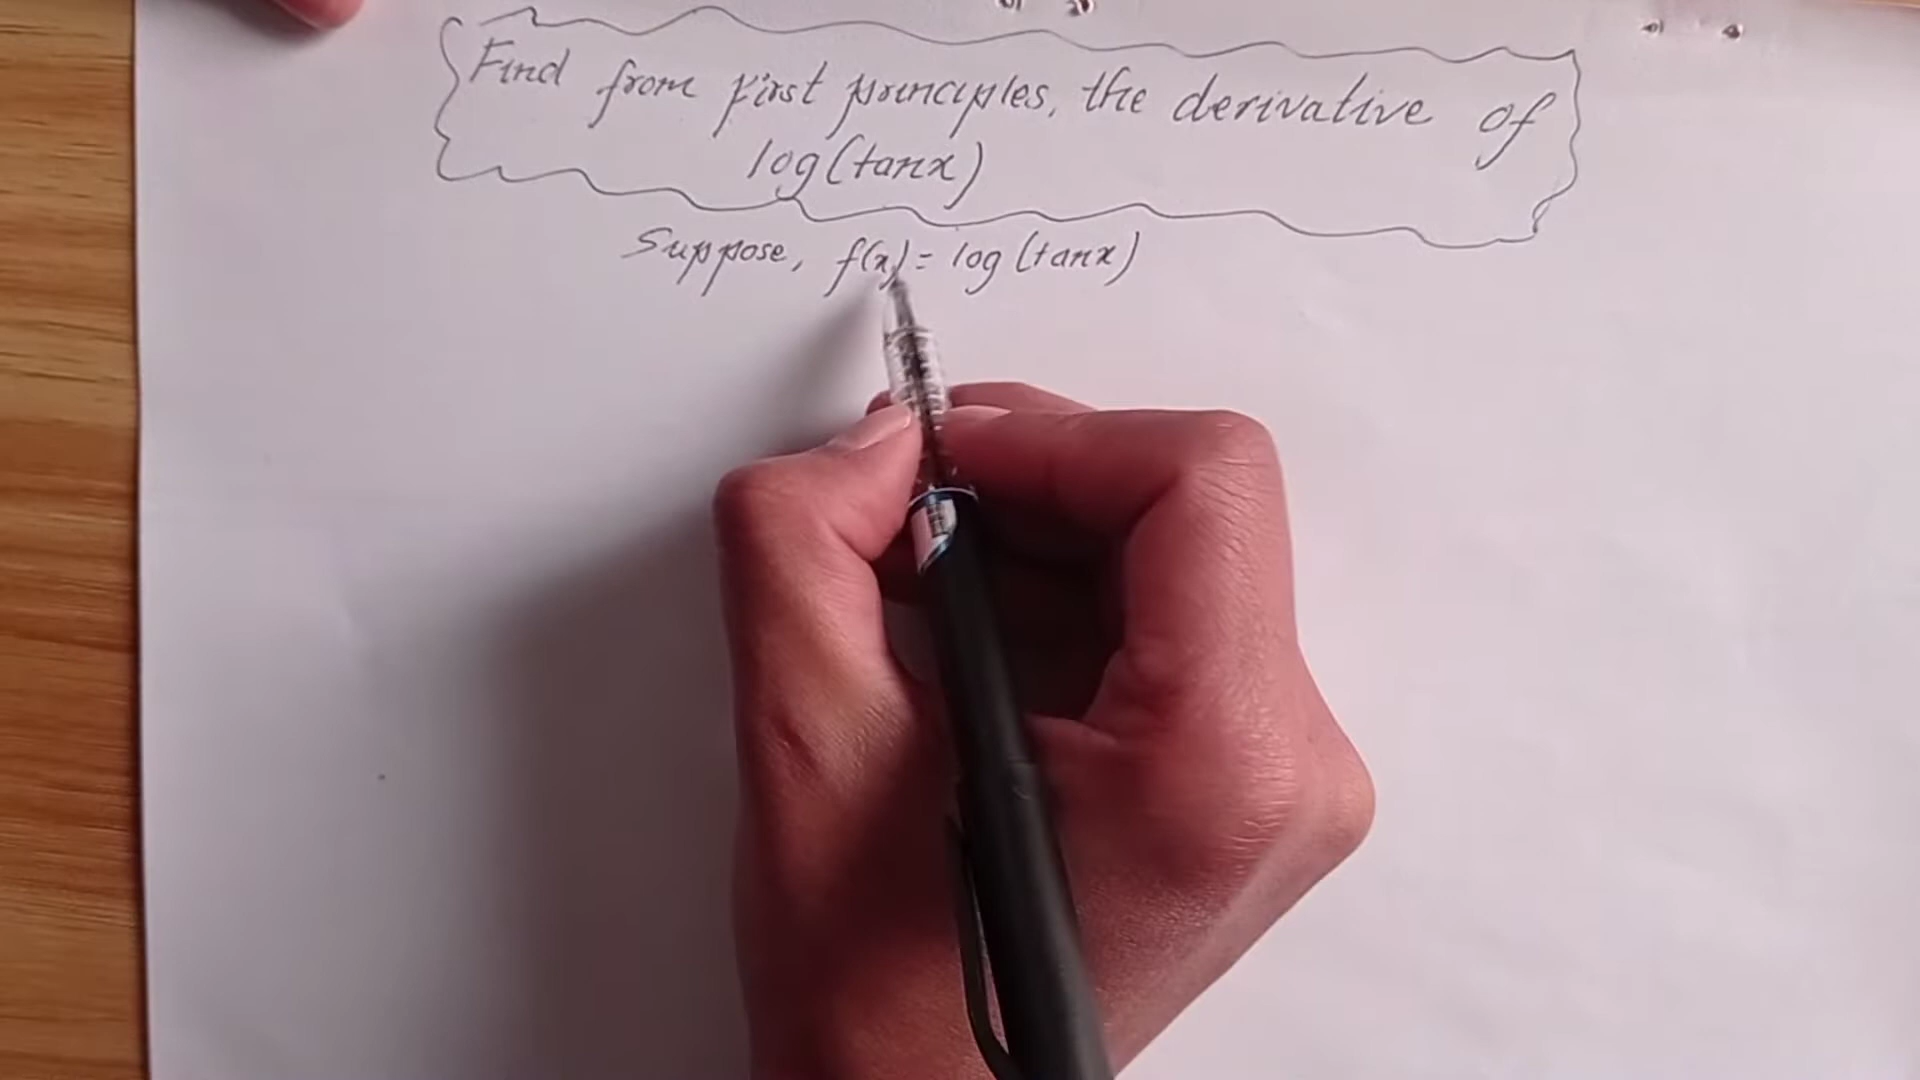 Find from first principles, the derivative of
log(tanx)
Suppose, f(x) = log(tanx)